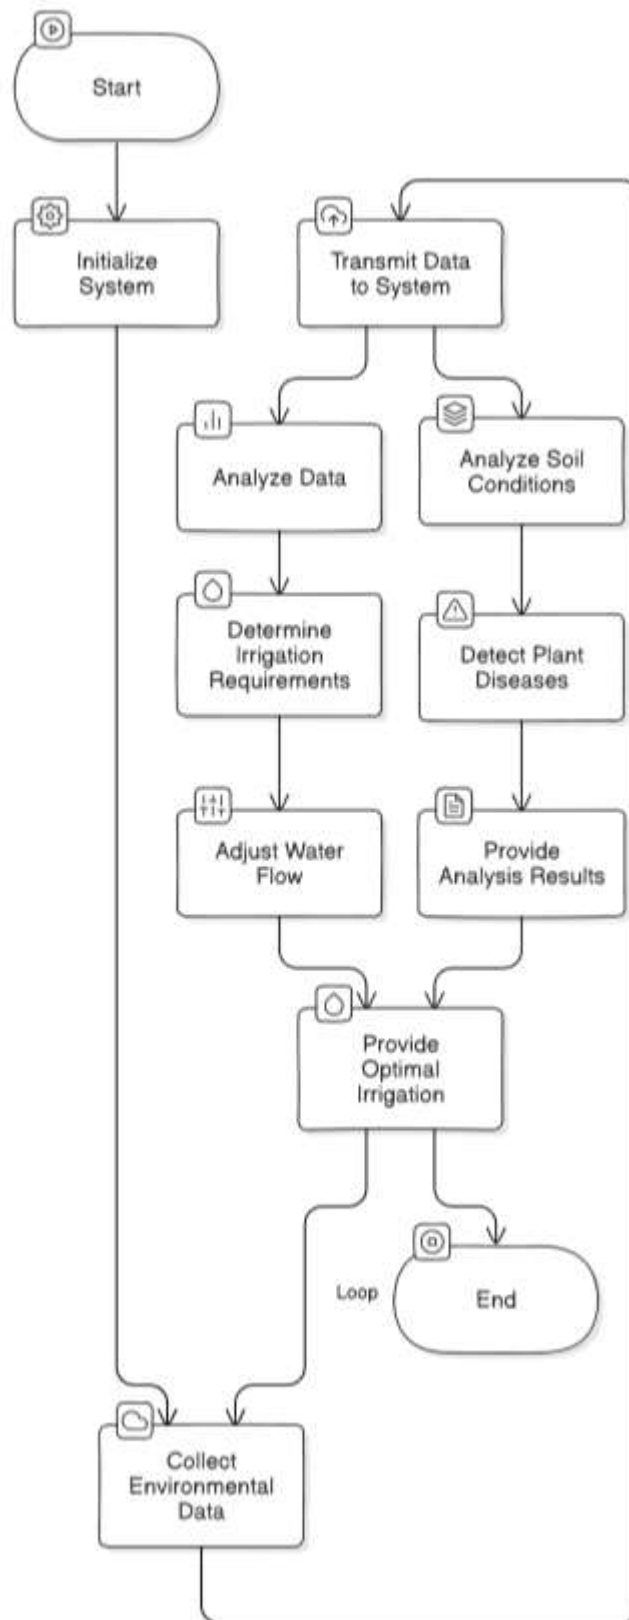 Start
Initialize
System
Transmit Data
to System
Analyze Data
Analyze Soil
Conditions
Determine
Irrigation
Requirements
Detect Plant
Diseases
Adjust Water
Flow
Provide
Analysis Results
Provide
Optimal
Irrigation
Loop
End
Collect
Environmental
Data